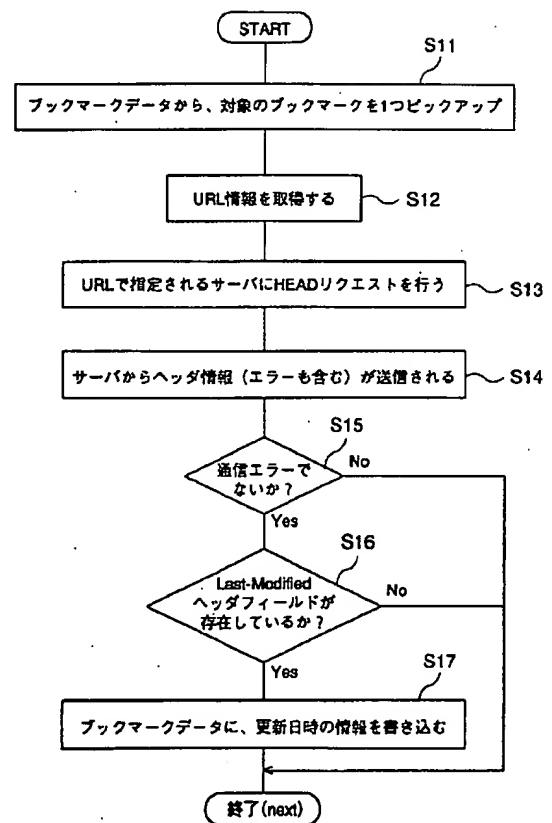 START
S11
ブックマークデータから、対象のブックマークを1つピックアップ
URL情報を取得する
S12
URLで指定されるサーバにHEADリクエストを行う
S13
サーバからヘッダ情報（エラーも含む）が送信される
S14
S15
通信エラーで
ないか？
No
Yes
S16
Last-Modified
ヘッダフィールドが
存在しているか？
No
Yes
S17
ブックマークデータに、更新日時の情報を書き込む
終了(next)